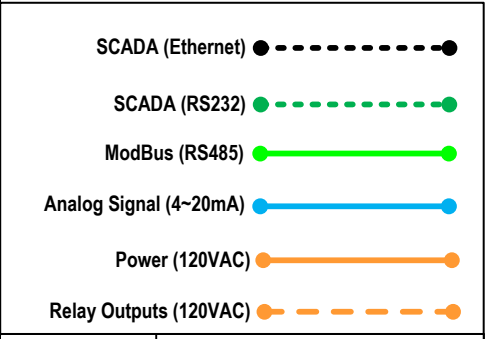 SCADA (Ethernet)
SCADA (RS232)
ModBus (RS485)
Analog Signal (4~20mA)
Power (120VAC)
Relay Outputs (120VAC)